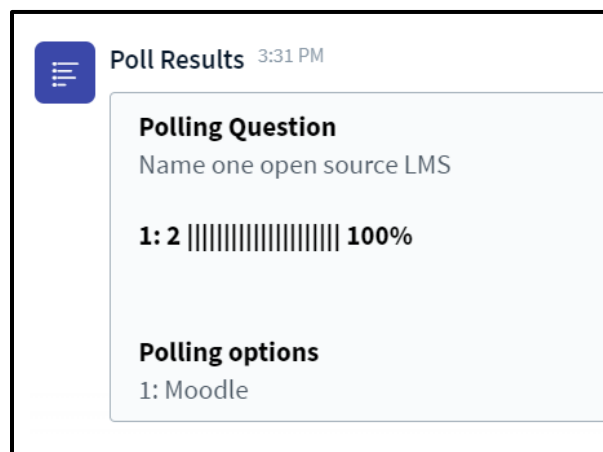 Poll Results 3:31 PM
Polling Question
Name one open source LMS
1: 2 ||||||||||||||||||||| 100%
Polling options
1: Moodle